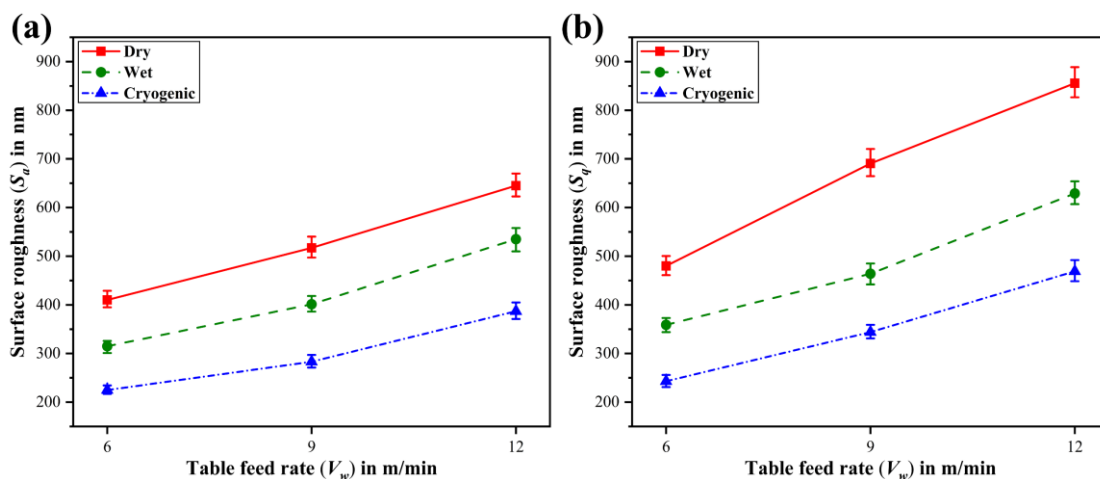 (a)
Dry
Wet
Cryogenic
900
800
700
600
500
400
300
200
6
9
12
Surface roughness (Sa) in nm
Table feed rate (Vw) in m/min
(b)
Dry
Wet
Cryogenic
900
800
700
600
500
400
300
200
6
9
12
Surface roughness (Sq) in nm
Table feed rate (Vw) in m/min